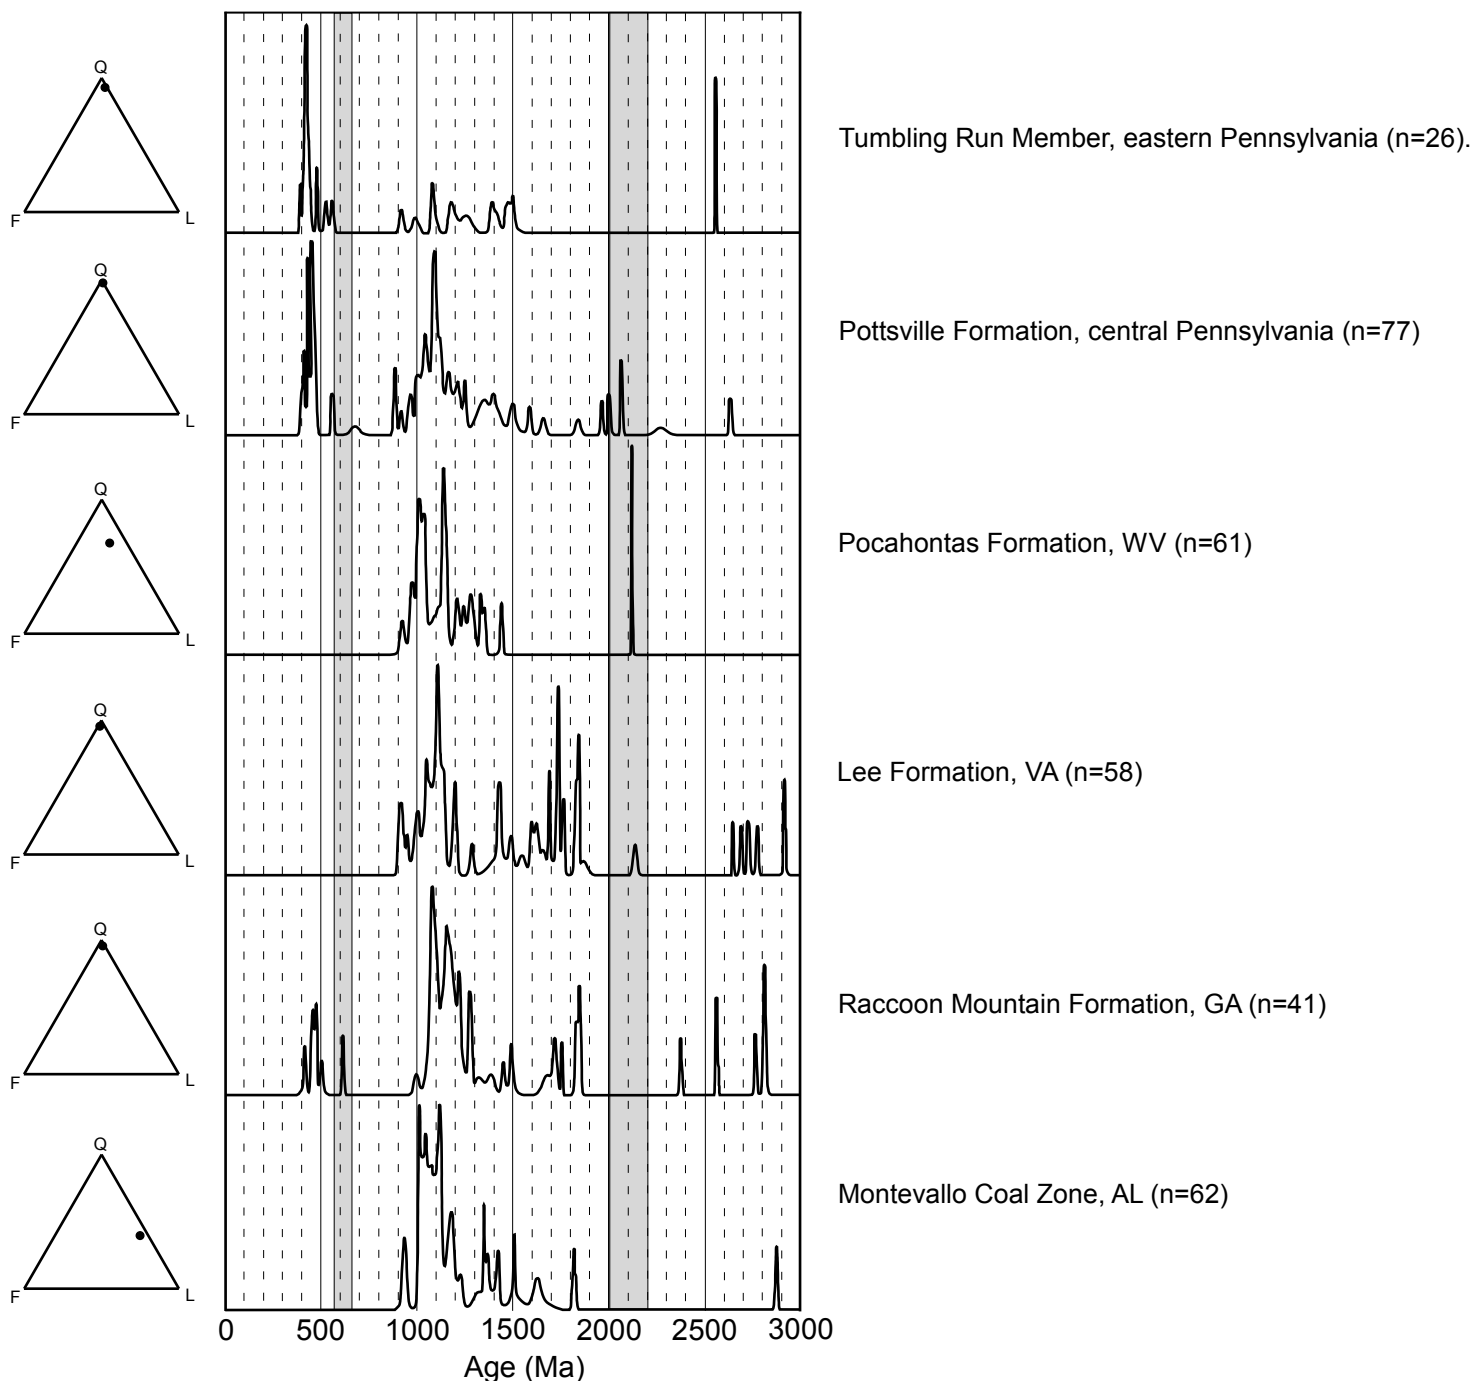 Q
F L
Tumbling Run Member, eastern Pennsylvania (n=26).
Q
F L
Pottsville Formation, central Pennsylvania (n=77)
Q
F L
Pocahontas Formation, WV (n=61)
Q
F L
Lee Formation, VA (n=58)
Q
F L
Raccoon Mountain Formation, GA (n=41)
Q
F L
Montevallo Coal Zone, AL (n=62)
0 500 1000 1500 2000 2500 3000
Age (Ma)